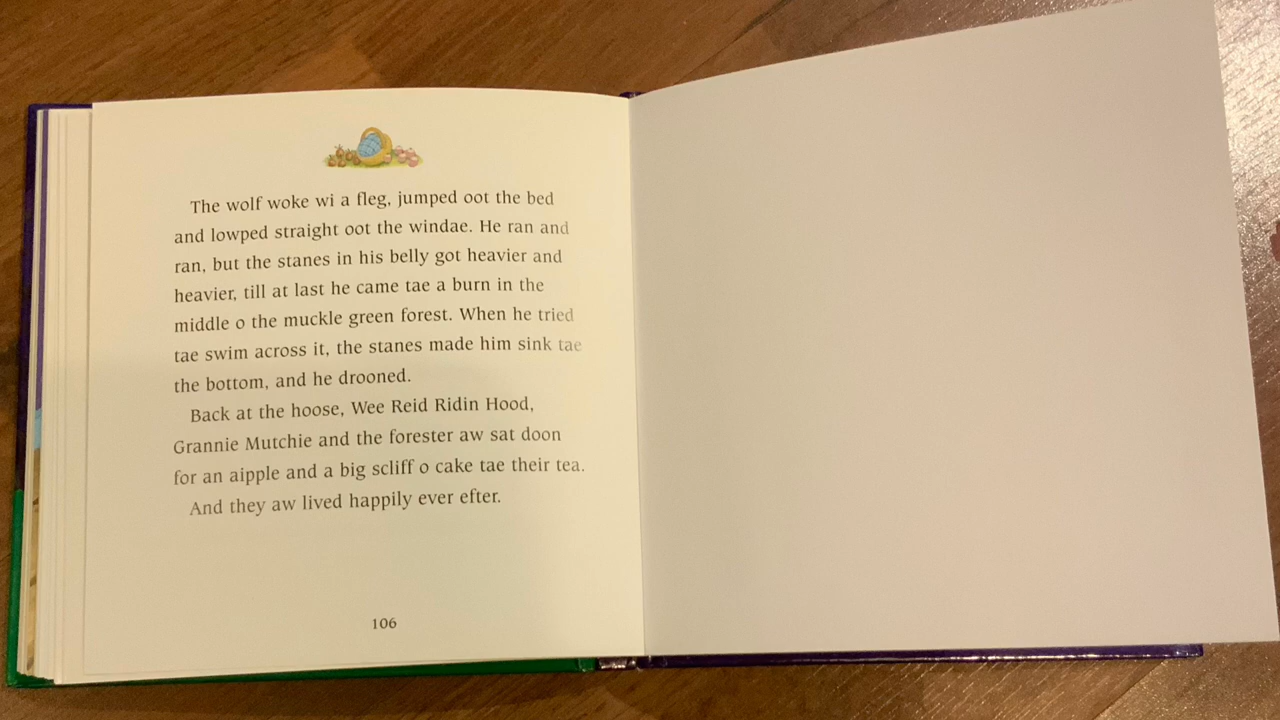 The wolf woke wi a fleg, jumped oot the bed
and lowped straight oot the windae. He ran and
ran, but the stanes in his belly got heavier and
heavier, till at last he came tae a burn in the
middle o the muckle green forest. When he tried
tae swim across it, the stanes made him sink tae
the bottom, and he drooned.
Back at the hoose, Wee Reid Ridin Hood,
Grannie Mutchie and the forester aw sat doon
for an aipple and a big scliff o cake tae their tea.
And they aw lived happily ever efter.
106